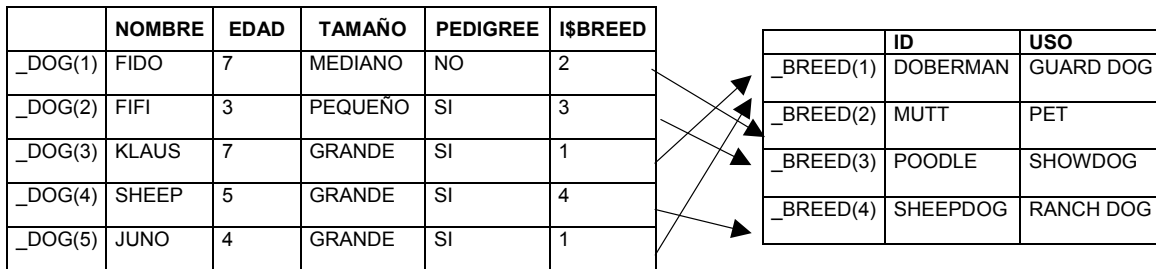 NOMBRE EDAD TAMAÑO PEDIGREE I$BREED
_DOG(1) FIDO 7 MEDIANO NO 2
_DOG(2) FIFI 3 PEQUEÑO SI 3
_DOG(3) KLAUS 7 GRANDE SI 1
_DOG(4) SHEEP 5 GRANDE SI 4
_DOG(5) JUNO 4 GRANDE SI 1
ID USO
_BREED(1) DOBERMAN GUARD DOG
_BREED(2) MUTT PET
_BREED(3) POODLE SHOWDOG
_BREED(4) SHEEPDOG RANCH DOG